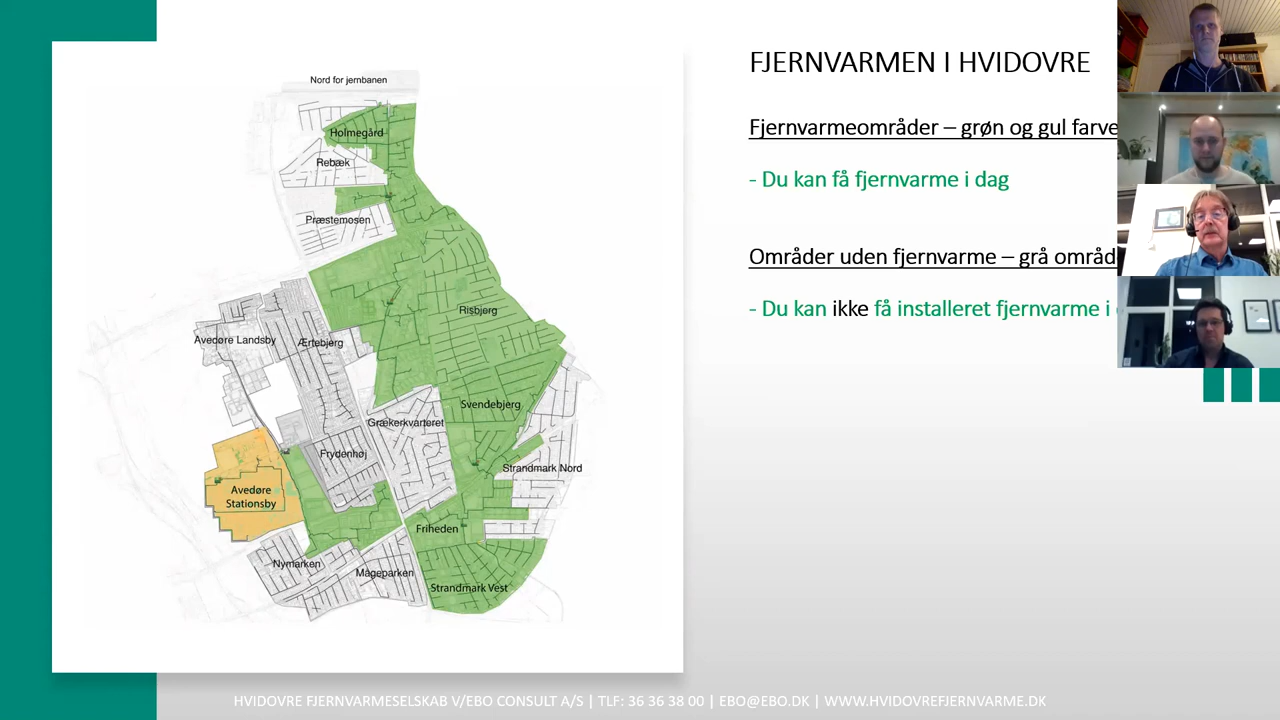 FJERNVARMEN I HVIDOVRE
Fjernvarmeområder – grøn og gul farve
- Du kan få fjernvarme i dag
Områder uden fjernvarme – grå områd
- Du kan ikke få installeret fjernvarme i
Nord for jernbanen
Holmegård
Rebæk
Præstemosen
Risbjerg
Avedøre Landsby
Ærtebjerg
Svendebjerg
Grækerkvarteret
Frydenhøj
Strandmark Nord
Avedøre
Stationsby
Friheden
Nymarken
Mågeparken
Strandmark Vest
HVIDOVRE FJERNVARMESELSKAB V/EBO CONSULT A/S | TLF: 36 36 38 00 | EBO@EBO.DK | WWW.HVIDOVREFJERNVARME.DK